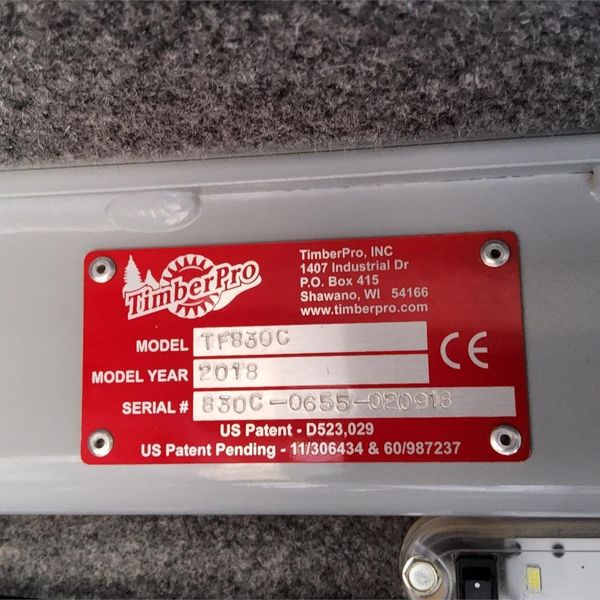 TimberPro
TimberPro, INC
1407 Industrial Dr
P.O. Box 415
Shawano, WI 54166
www.timberpro.com
MODEL TF830C
MODEL YEAR 2018
SERIAL # 830C-0655-020918
US Patent - D523,029
US Patent Pending - 11/306434 & 60/987237
CE